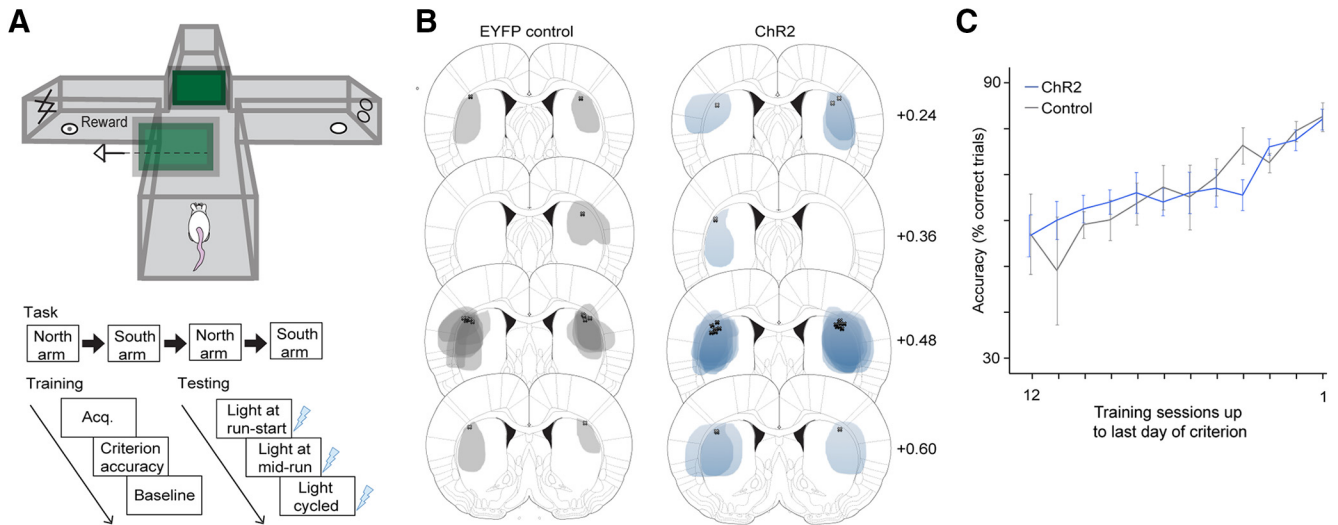 A
Reward
Task
North
arm
South
arm
North
arm
South
arm
Training
Acq.
Criterion
accuracy
Baseline
Testing
Light at
run-start
Light at
mid-run
Light
cycled
B
EYFP control
ChR2
+0.24
+0.36
+0.48
+0.60
C
90
ChR2
Control
Accuracy (% correct trials)
30
12
1
Training sessions up
to last day of criterion